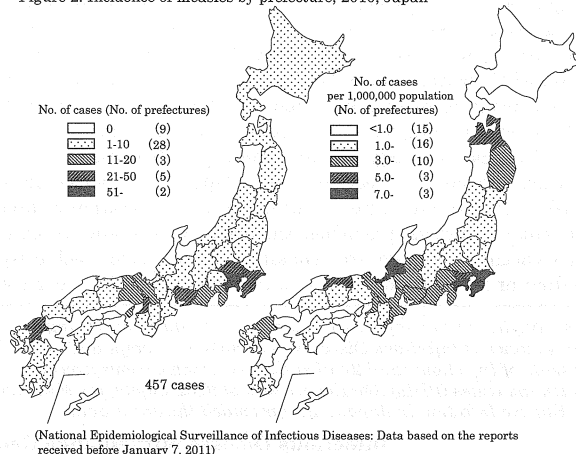 Figure 2. Incidence of measles by prefecture, 2010, Japan
No. of cases (No. of prefectures)
0 (9)
1-10 (28)
11-20 (3)
21-50 (5)
51- (2)
No. of cases
per 1,000,000 population
(No. of prefectures)
<1.0 (15)
1.0- (16)
3.0- (10)
5.0- (3)
7.0- (3)
457 cases
(National Epidemiological Surveillance of Infectious Diseases: Data based on the reports
received before January 7, 2011)